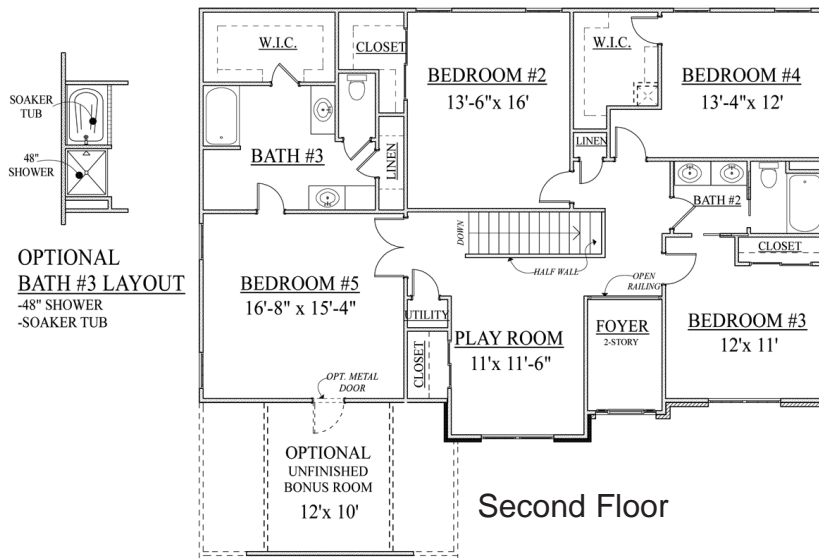 SOAKER
TUB
48"
SHOWER
OPTIONAL
BATH #3 LAYOUT
-48" SHOWER
-SOAKER TUB
W.I.C.
CLOSET
BEDROOM #2
13'-6"x 16'
W.I.C.
BEDROOM #4
13'-4"x 12'
BATH #3
LINEN
LINEN
BATH #2
CLOSET
DOWN
HALF WALL
OPEN
RAILING
BEDROOM #5
16'-8" x 15'-4"
UTILITY
CLOSET
PLAY ROOM
11'x 11'-6"
FOYER
2-STORY
BEDROOM #3
12'x 11'
OPT. METAL
DOOR
OPTIONAL
UNFINISHED
BONUS ROOM
12'x 10'
Second Floor